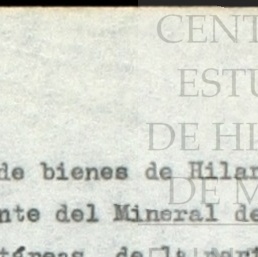 CENT
ESTU
DE HI
DE M
de bienes de Hilar
nte del Mineral de